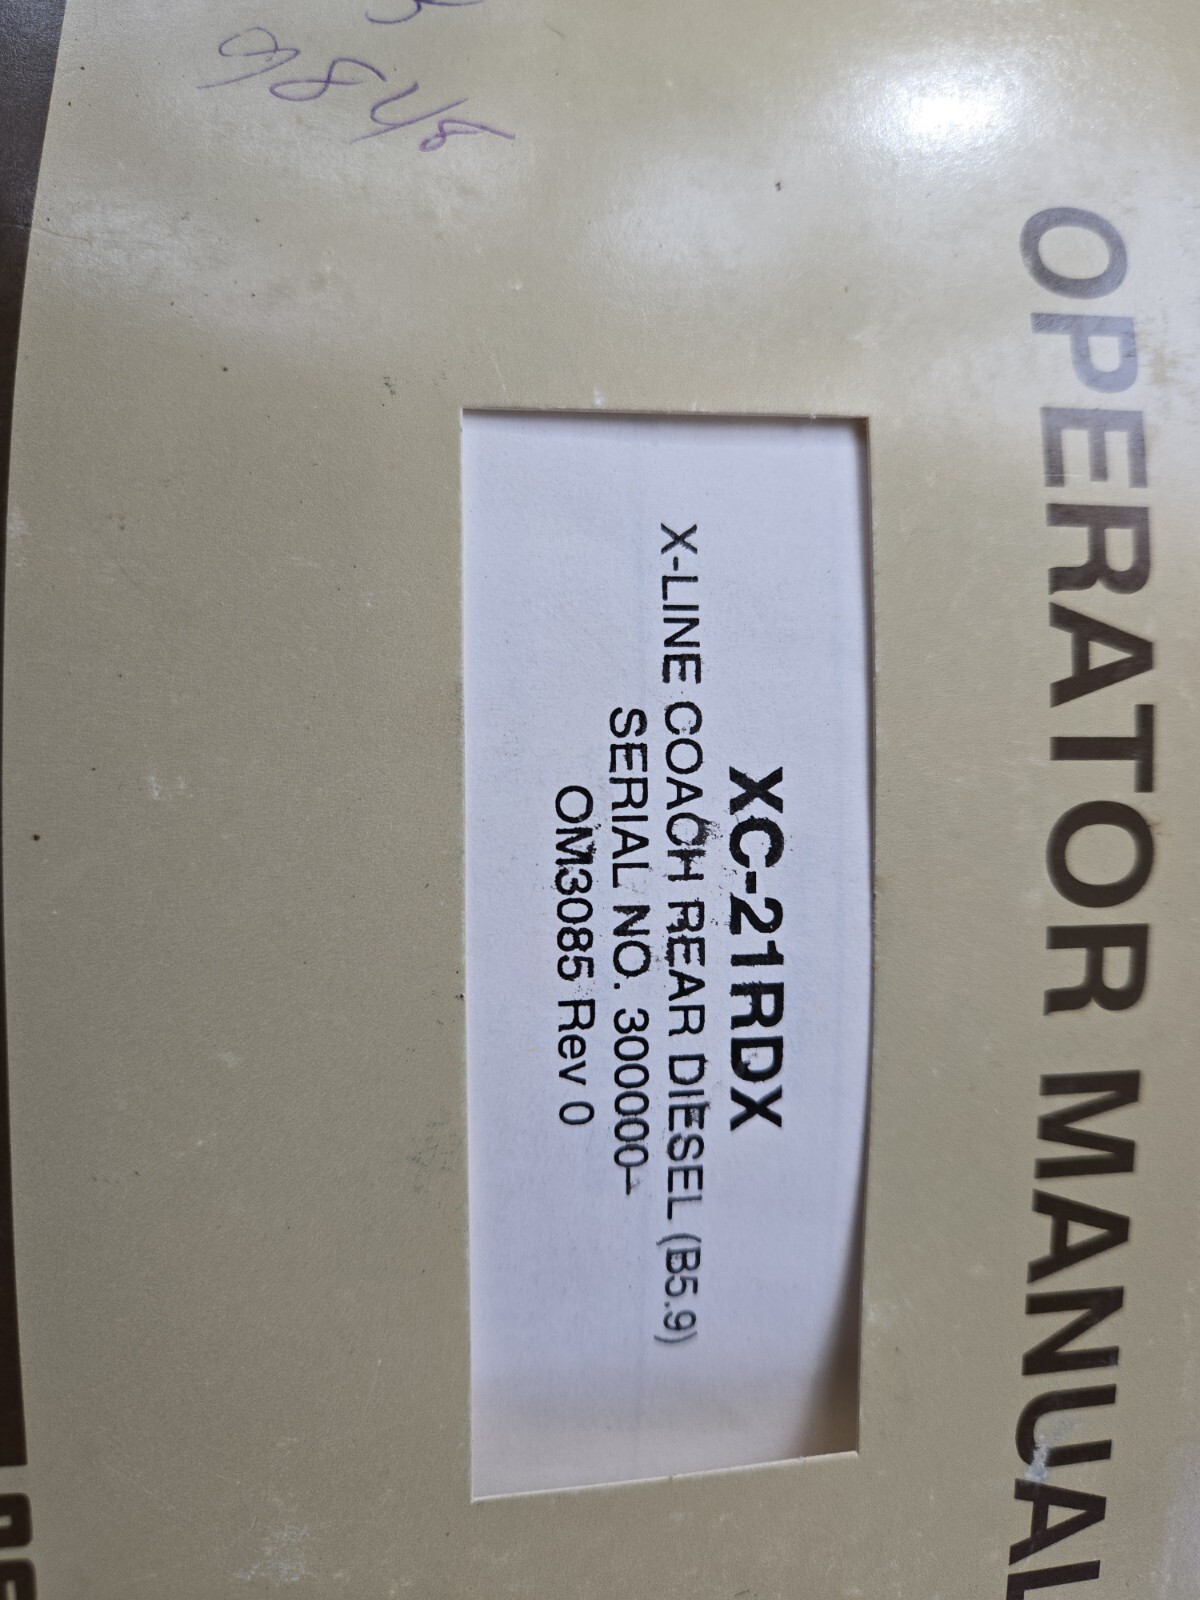 OPERATOR MANUAL
XC-21RDX
X-LINE COACH REAR DIESEL (B5.9)
SERIAL NO. 300000-
OM3085 Rev 0